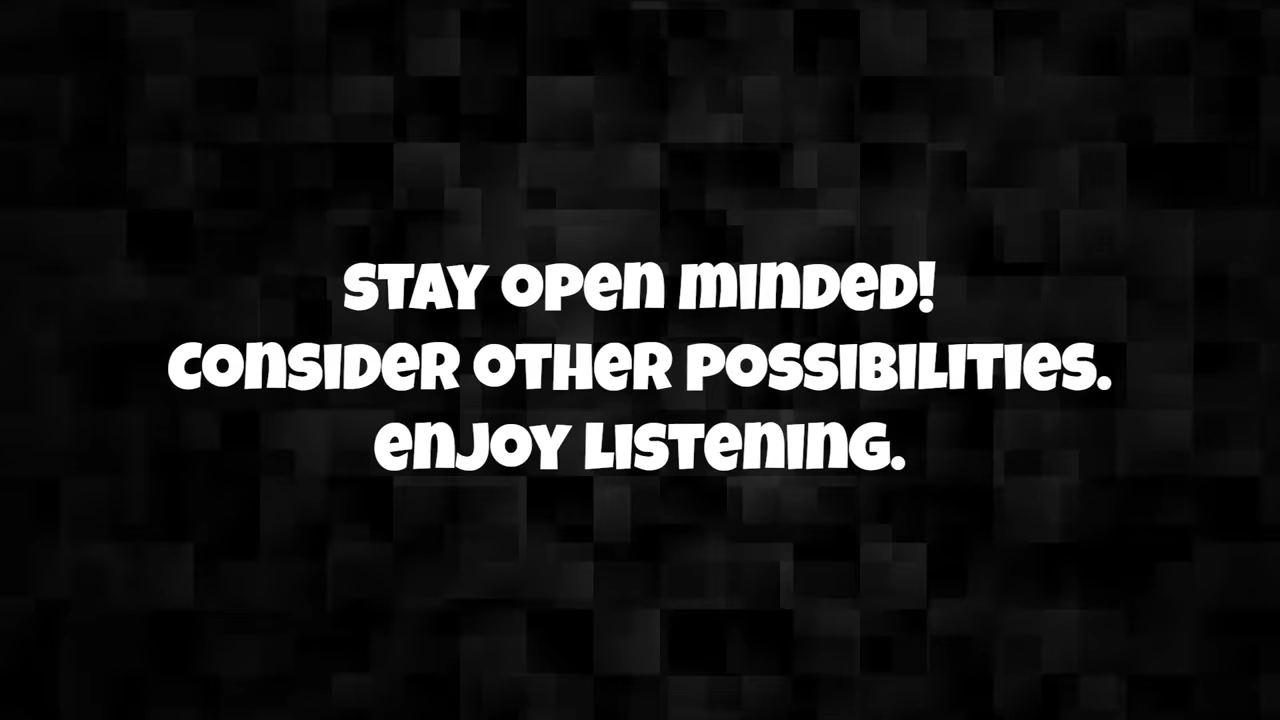 STAY OPEN MINDED!
CONSIDER OTHER POSSIBILITIES.
ENJOY LISTENING.